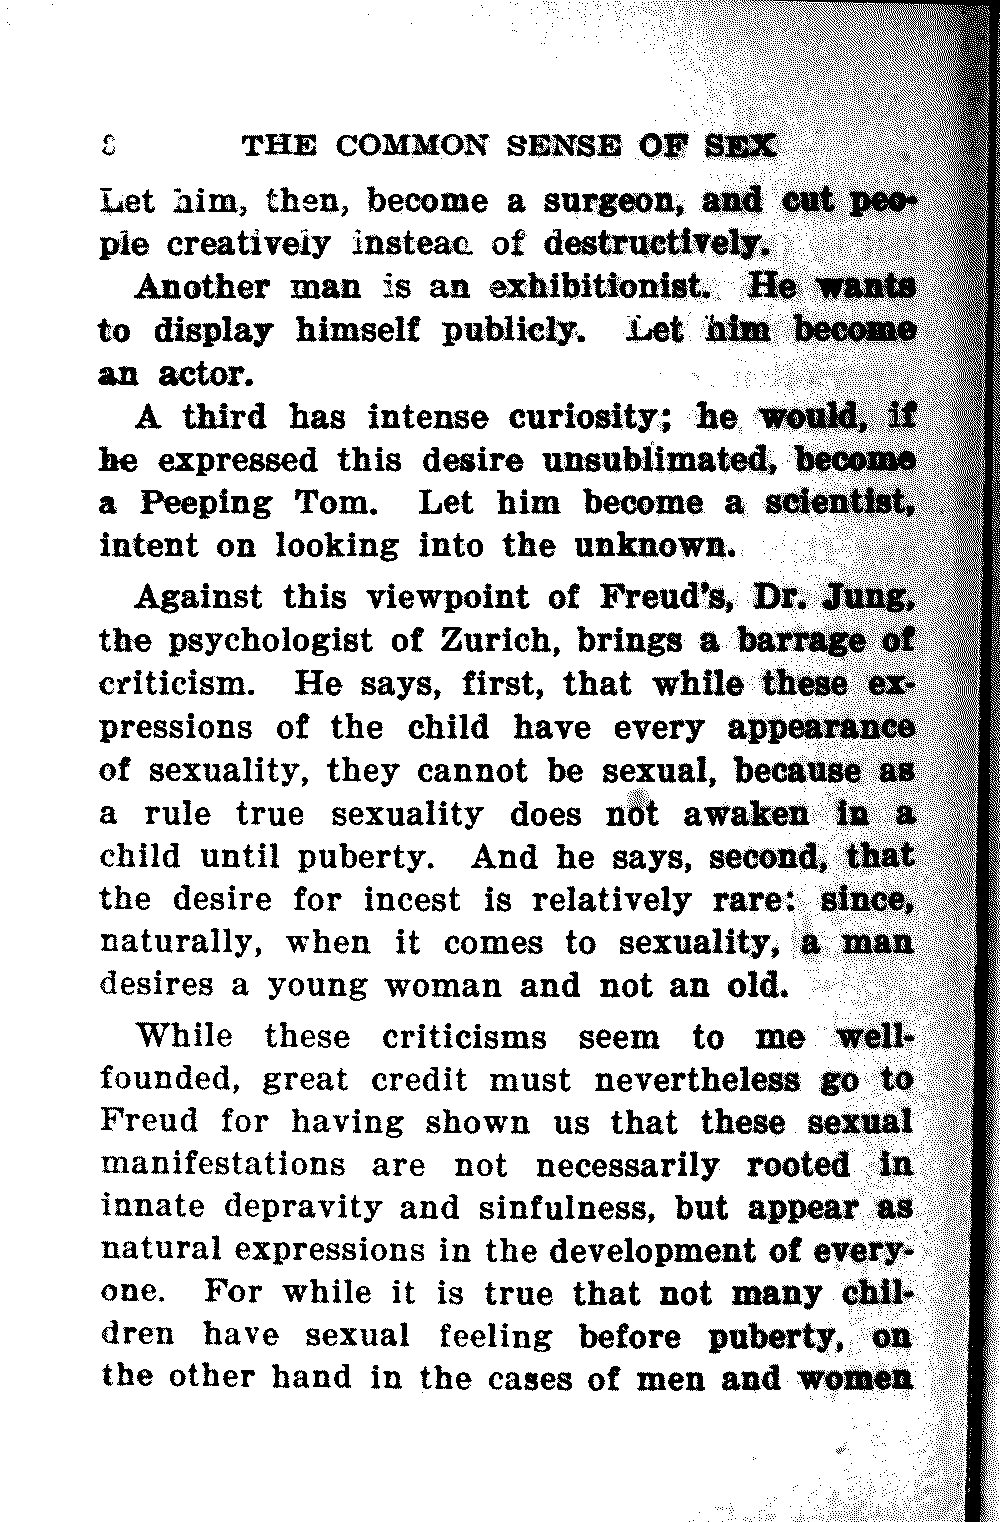 8 THE COMMON SENSE OF SEX
Let him, then, become a surgeon, and cut peo-
ple creatively instead of destructively.
Another man is an exhibitionist. He wants
to display himself publicly. Let him become
an actor.
A third has intense curiosity; he would, if
he expressed this desire unsublimated, become
a Peeping Tom. Let him become a scientist,
intent on looking into the unknown.
Against this viewpoint of Freud's, Dr. Jung,
the psychologist of Zurich, brings a barrage of
criticism. He says, first, that while these ex-
pressions of the child have every appearance
of sexuality, they cannot be sexual, because as
a rule true sexuality does not awaken in a
child until puberty. And he says, second, that
the desire for incest is relatively rare: since,
naturally, when it comes to sexuality, a man
desires a young woman and not an old.
While these criticisms seem to me well-
founded, great credit must nevertheless go to
Freud for having shown us that these sexual
manifestations are not necessarily rooted in
innate depravity and sinfulness, but appear as
natural expressions in the development of every-
one. For while it is true that not many chil-
dren have sexual feeling before puberty, on
the other hand in the cases of men and women